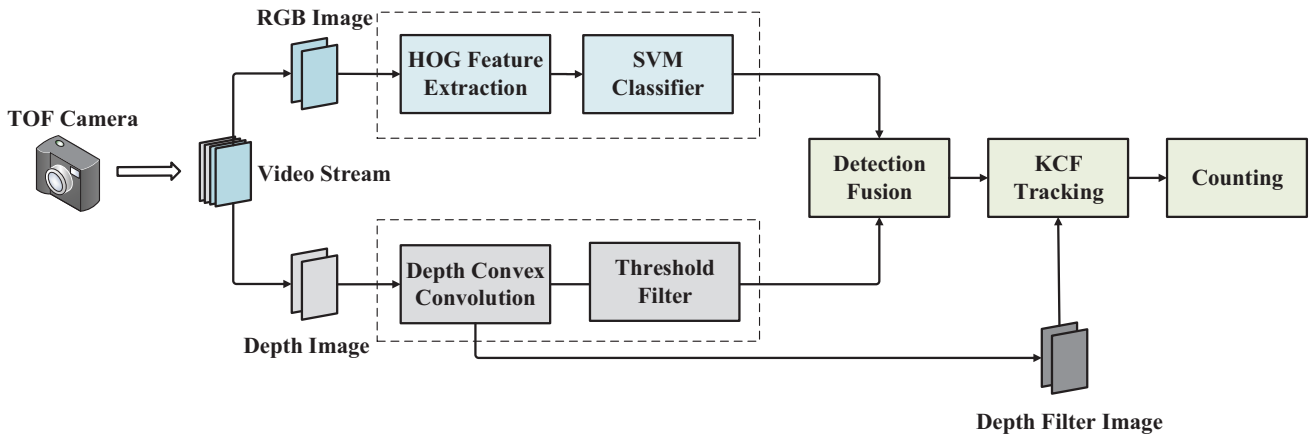 RGB Image
HOG Feature
Extraction
SVM
Classifier
TOF Camera
Video Stream
Detection
Fusion
KCF
Tracking
Counting
Depth Convex
Convolution
Threshold
Filter
Depth Image
Depth Filter Image